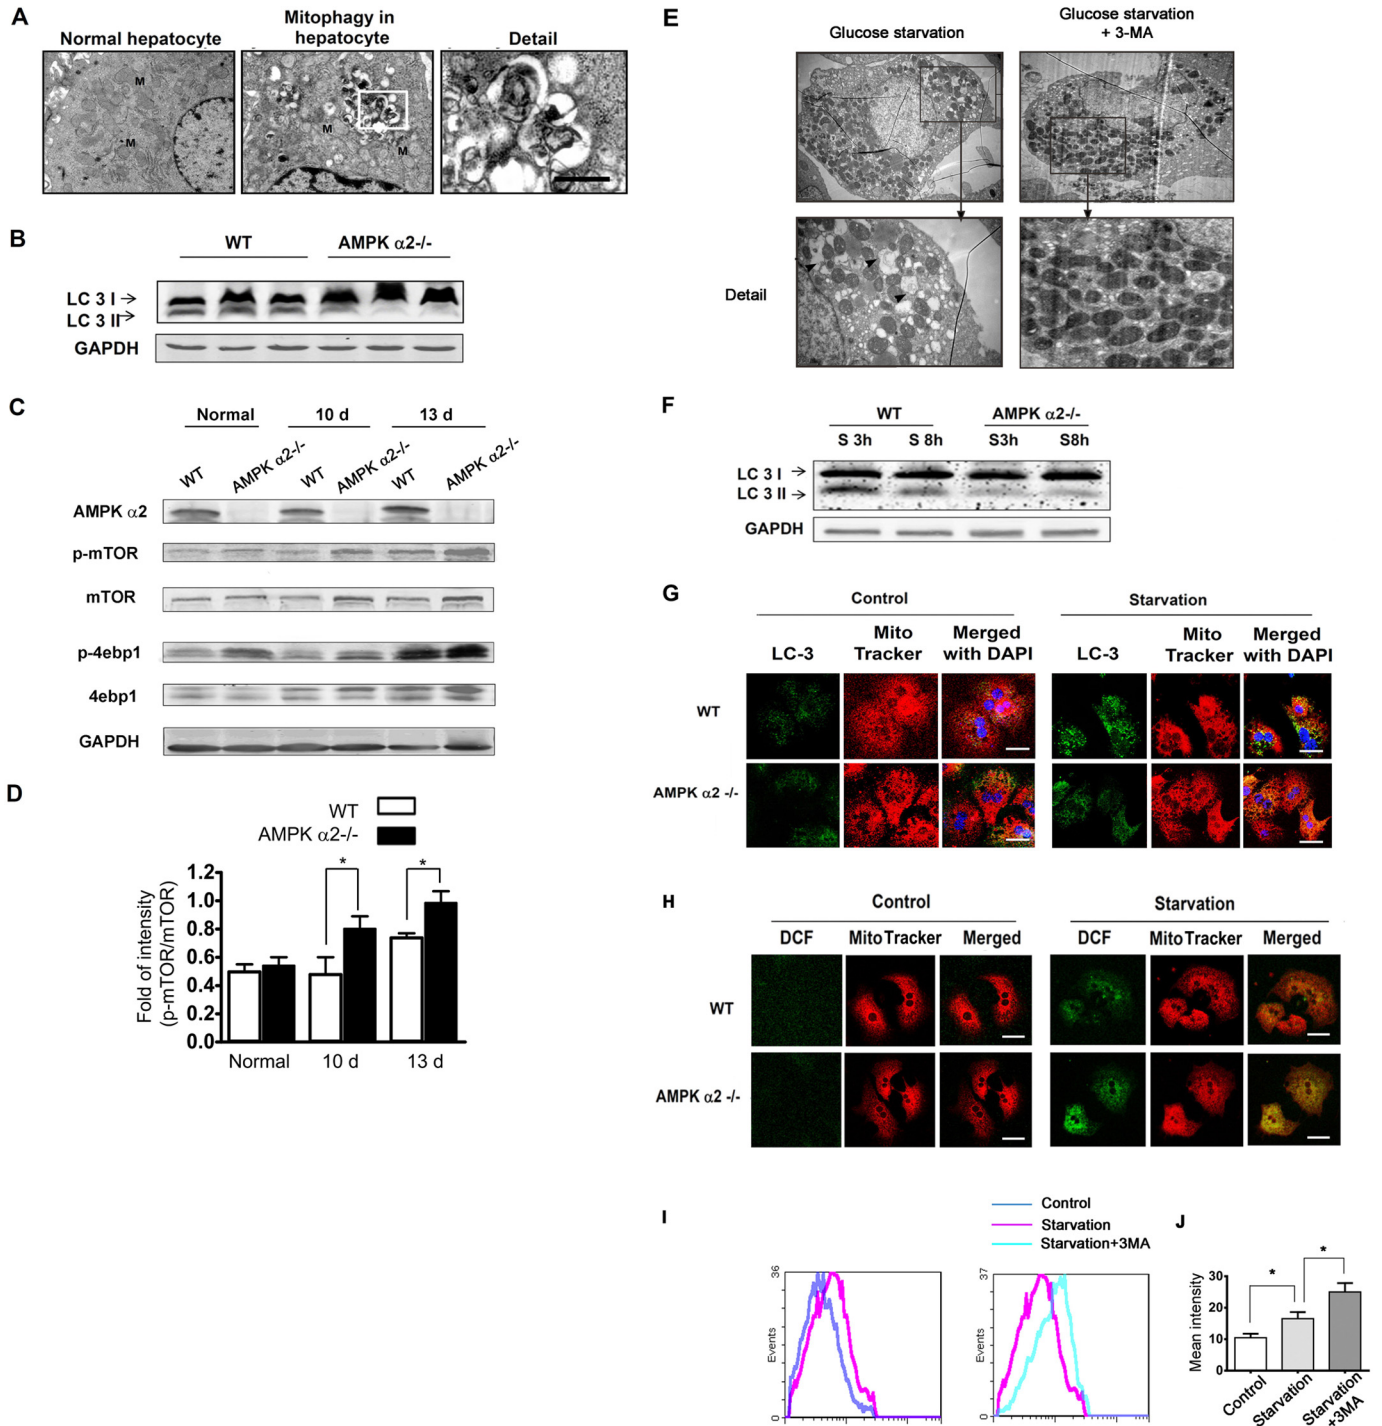 A
Normal hepatocyte
Mitophagy in
hepatocyte
Detail
M
M
M
M
B
WT
AMPK α2-/-
LC 3 I
LC 3 II
GAPDH
C
Normal
10 d
13 d
WT
AMPK α2-/-
WT
AMPK α2-/-
WT
AMPK α2-/-
AMPK α2
p-mTOR
mTOR
p-4ebp1
4ebp1
GAPDH
D
WT
AMPK α2-/-
Fold of intensity
(p-mTOR/mTOR)
1.2
1.0
0.8
0.6
0.4
0.2
0.0
*
*
Normal
10 d
13 d
E
Glucose starvation
Glucose starvation
+ 3-MA
Detail
F
WT
AMPK α2-/-
S 3h
S 8h
S3h
S8h
LC 3 I
LC 3 II
GAPDH
G
Control
Starvation
LC-3
Mito
Tracker
Merged
with DAPI
LC-3
Mito
Tracker
Merged
with DAPI
WT
AMPK α2 -/-
H
Control
Starvation
DCF
MitoTracker
Merged
DCF
MitoTracker
Merged
WT
AMPK α2 -/-
I
Control
Starvation
Starvation+3MA
36
Events
0
37
Events
0
J
Mean intensity
30
20
10
0
*
*
Control
Starvation
Starvation
+3MA